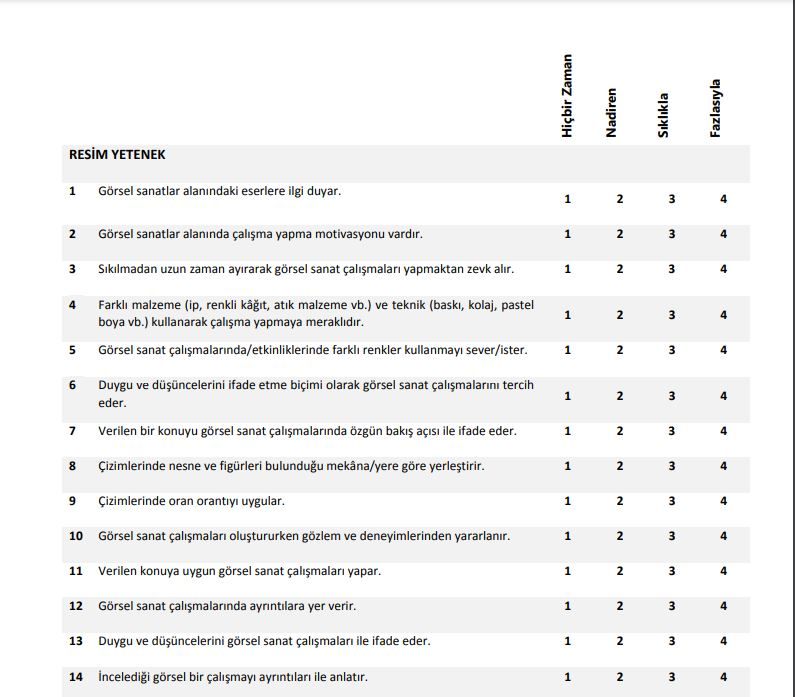 Hiçbir Zaman
Nadiren
Sıklıkla
Fazlasıyla
RESİM YETENEK
1 Görsel sanatlar alanındaki eserlere ilgi duyar. 1 2 3 4
2 Görsel sanatlar alanında çalışma yapma motivasyonu vardır. 1 2 3 4
3 Sıkılmadan uzun zaman ayırarak görsel sanat çalışmaları yapmaktan zevk alır. 1 2 3 4
4 Farklı malzeme (ip, renkli kâğıt, atık malzeme vb.) ve teknik (baskı, kolaj, pastel
boya vb.) kullanarak çalışma yapmaya meraklıdır. 1 2 3 4
5 Görsel sanat çalışmalarında/etkinliklerinde farklı renkler kullanmayı sever/ister. 1 2 3 4
6 Duygu ve düşüncelerini ifade etme biçimi olarak görsel sanat çalışmalarını tercih
eder. 1 2 3 4
7 Verilen bir konuyu görsel sanat çalışmalarında özgün bakış açısı ile ifade eder. 1 2 3 4
8 Çizimlerinde nesne ve figürleri bulunduğu mekâna/yere göre yerleştirir. 1 2 3 4
9 Çizimlerinde oran orantıyı uygular. 1 2 3 4
10 Görsel sanat çalışmaları oluştururken gözlem ve deneyimlerinden yararlanır. 1 2 3 4
11 Verilen konuya uygun görsel sanat çalışmaları yapar. 1 2 3 4
12 Görsel sanat çalışmalarında ayrıntılara yer verir. 1 2 3 4
13 Duygu ve düşüncelerini görsel sanat çalışmaları ile ifade eder. 1 2 3 4
14 İncelediği görsel bir çalışmayı ayrıntıları ile anlatır. 1 2 3 4